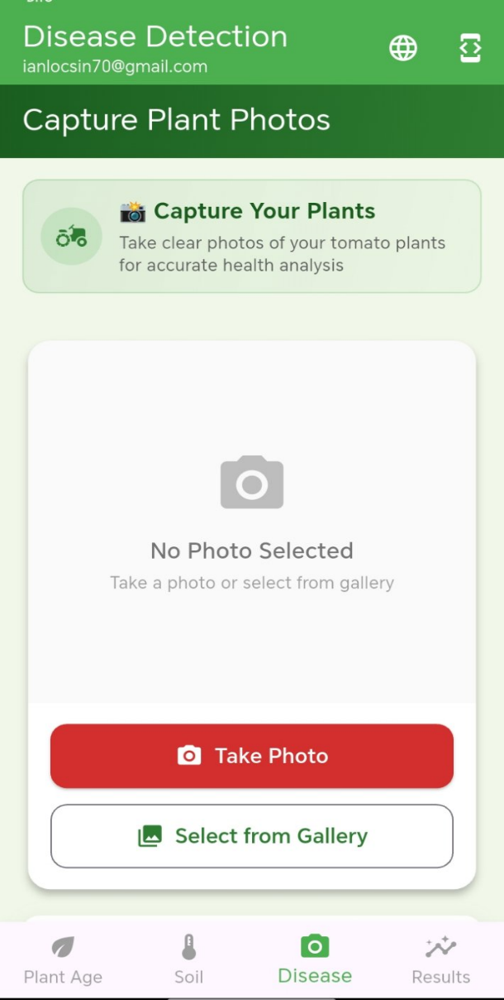 Disease Detection
ianlocsin70@gmail.com
Capture Plant Photos
📸 Capture Your Plants
Take clear photos of your tomato plants
for accurate health analysis
No Photo Selected
Take a photo or select from gallery
Take Photo
Select from Gallery
Plant Age
Soil
Disease
Results